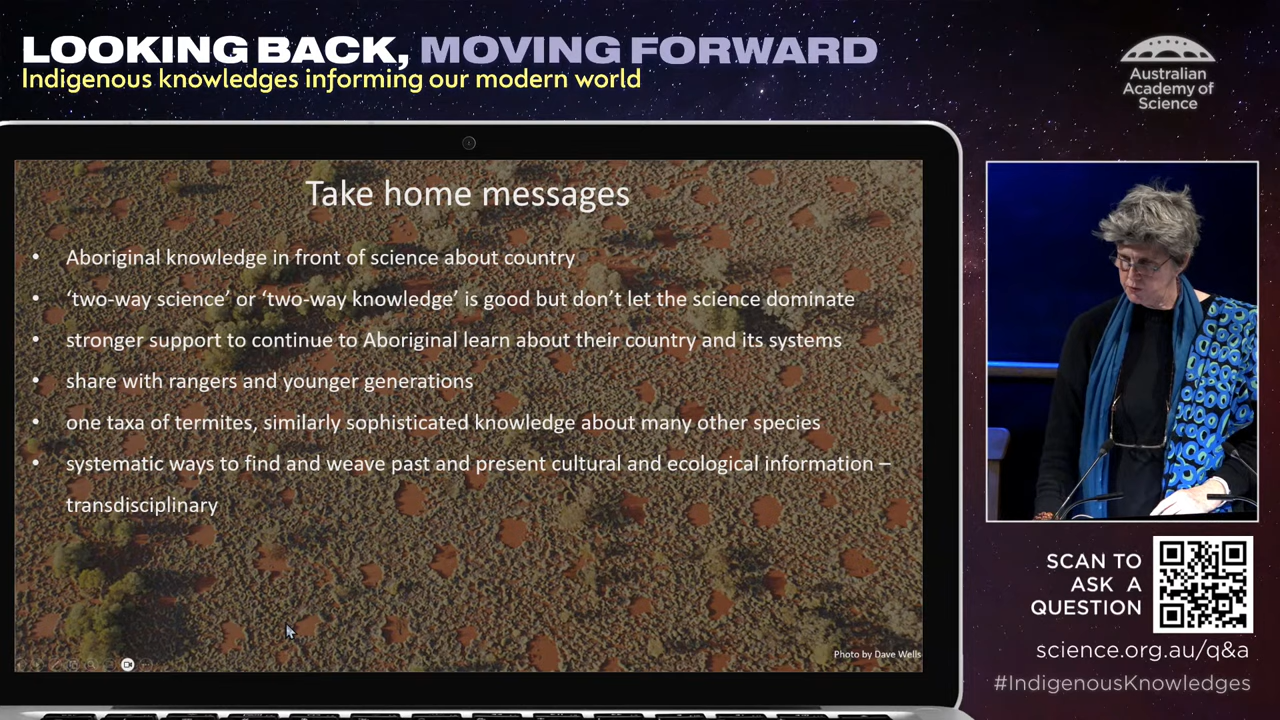 LOOKING BACK, MOVING FORWARD
Indigenous knowledges informing our modern world
Australian
Academy of
Science
Take home messages
• Aboriginal knowledge in front of science about country
• ‘two-way science’ or ‘two-way knowledge’ is good but don’t let the science dominate
• stronger support to continue to Aboriginal learn about their country and its systems
• share with rangers and younger generations
• one taxa of termites, similarly sophisticated knowledge about many other species
• systematic ways to find and weave past and present cultural and ecological information –
transdisciplinary
Photo by Dave Wells
SCAN TO
ASK A
QUESTION
science.org.au/q&a
#IndigenousKnowledges